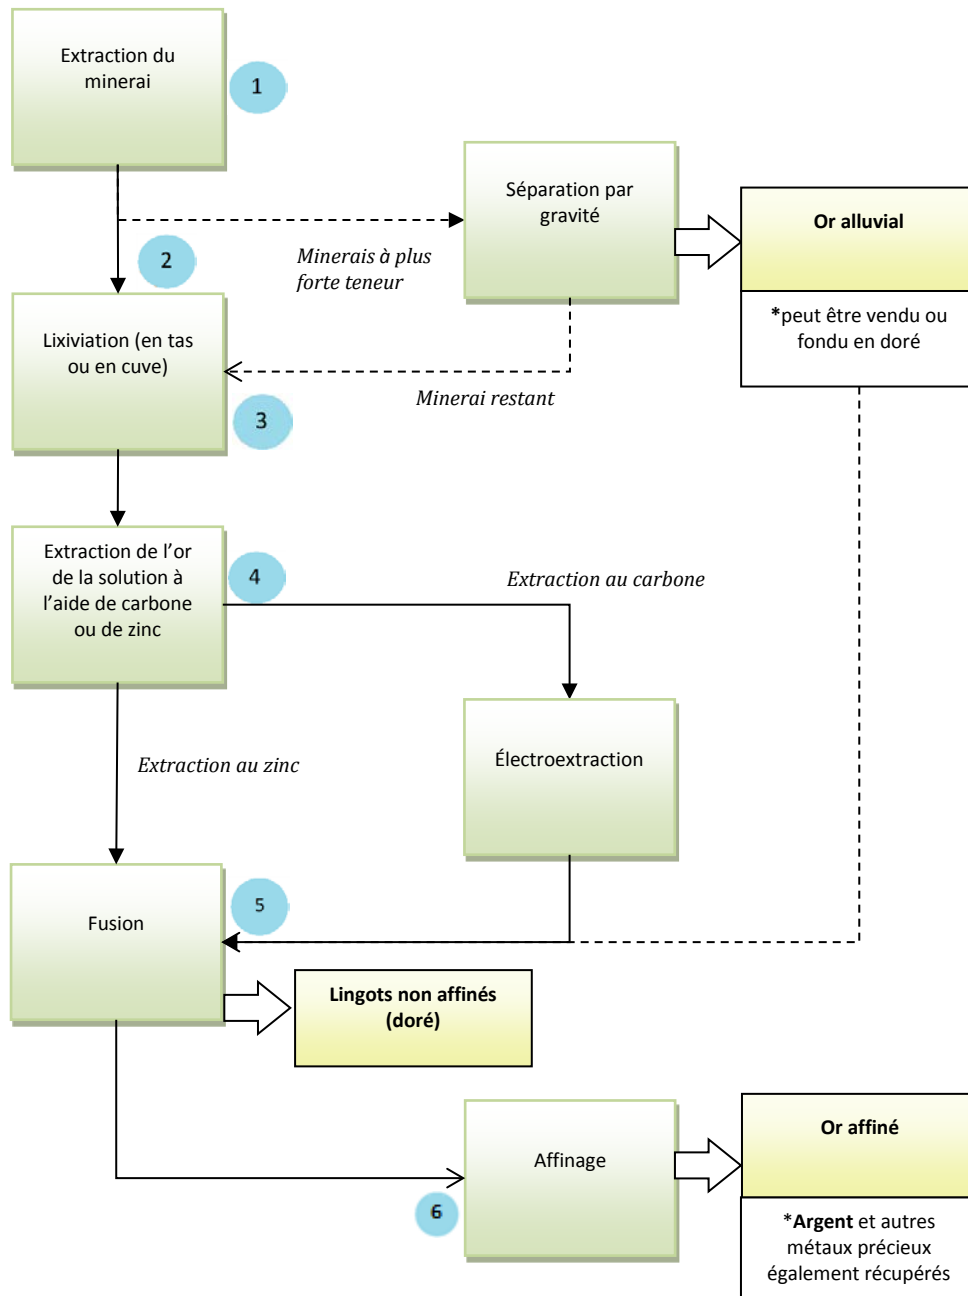 Extraction du
minerai
1
Séparation par
gravité
Or alluvial
*peut être vendu ou
fondu en doré
2
Minerais à plus
forte teneur
Lixiviation (en tas
ou en cuve)
Minerai restant
3
Extraction de l’or
de la solution à
l’aide de carbone
ou de zinc
4
Extraction au carbone
Électroextraction
Extraction au zinc
Fusion
5
Lingots non affinés
(doré)
Affinage
6
Or affiné
*Argent et autres
métaux précieux
également récupérés